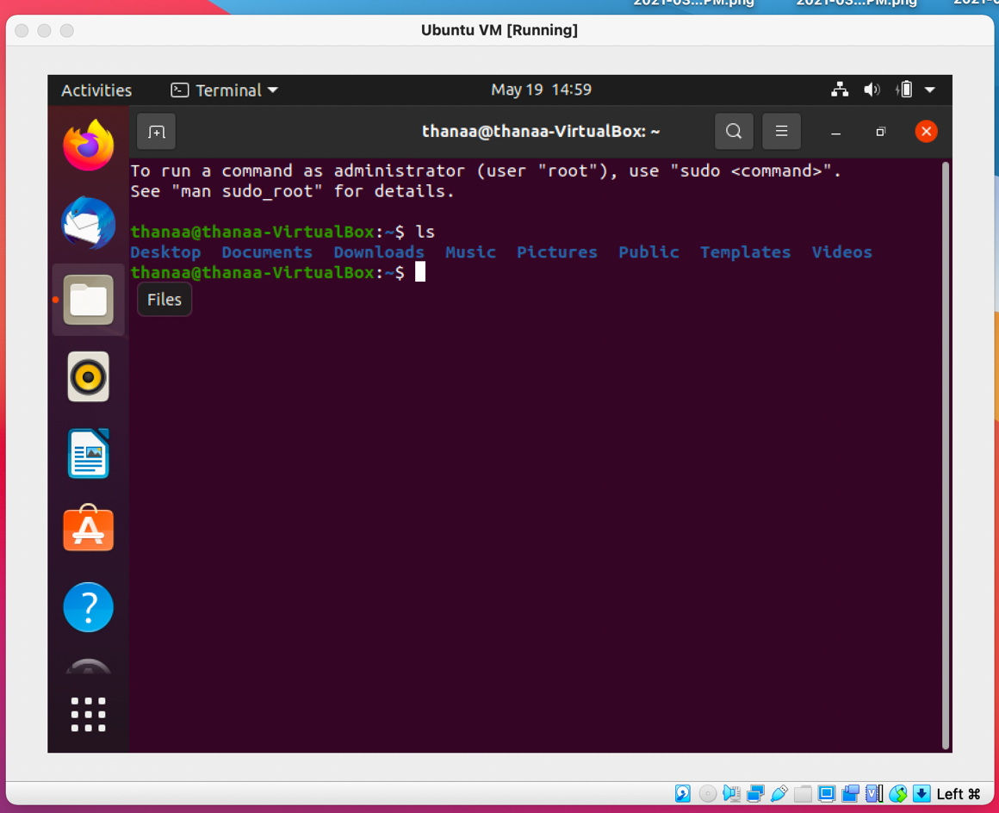 2021-03...PM.png 2021-03...PM.png
Ubuntu VM [Running]
Activities Terminal May 19 14:59
thanaa@thanaa-VirtualBox: ~
To run a command as administrator (user "root"), use "sudo <command>".
See "man sudo_root" for details.
thanaa@thanaa-VirtualBox:~$ ls
Desktop Documents Downloads Music Pictures Public Templates Videos
thanaa@thanaa-VirtualBox:~$
Files
Left ⌘